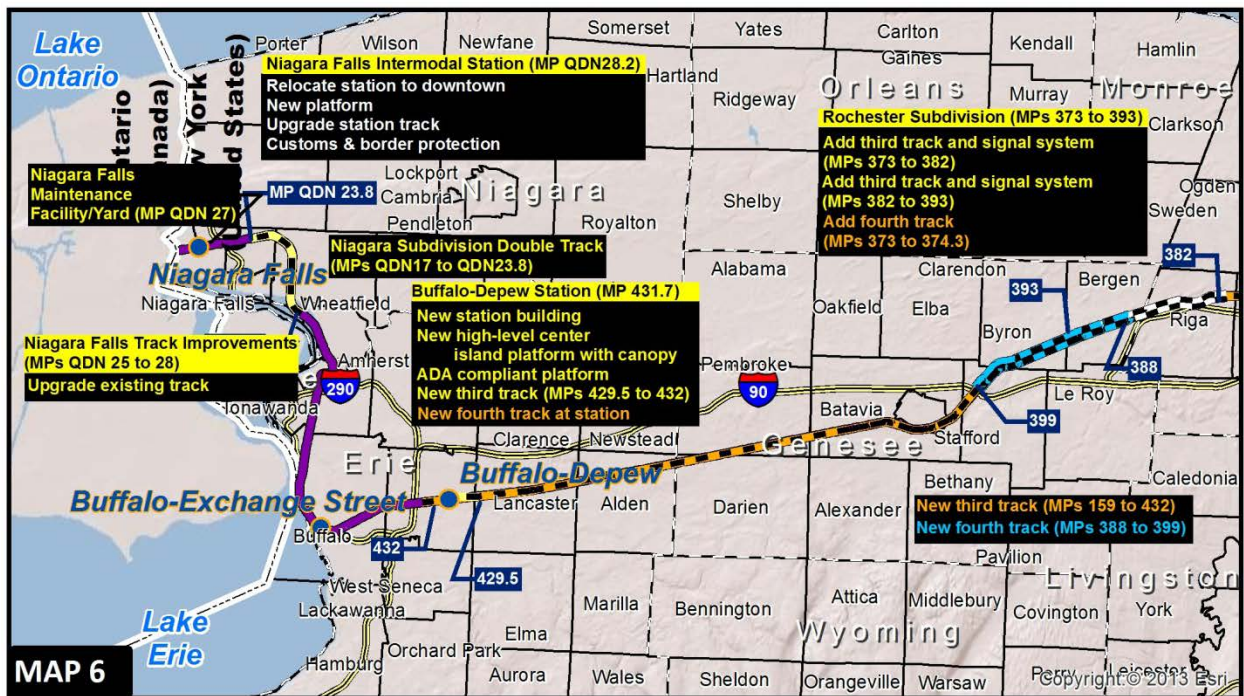 Lake
Ontario
Porter
Wilson
Newfane
Somerset
Yates
Carlton
Kendall
Hamlin
Gaines
Hartland
Ridgeway
Orleans
Murray
Monroe
Clarkson
New York
(United States)
Ontario
(Canada)
Niagara Falls Intermodal Station (MP QDN28.2)
Relocate station to downtown
New platform
Upgrade station track
Customs & border protection
Rochester Subdivision (MPs 373 to 393)
Add third track and signal system
(MPs 373 to 382)
Add third track and signal system
(MPs 382 to 393)
Add fourth track
(MPs 373 to 374.3)
Ogden
Sweden
Niagara Falls
Maintenance
Facility/Yard (MP QDN 27)
MP QDN 23.8
Lockport
Cambria
Niagara
Pendleton
Royalton
Shelby
Niagara Subdivision Double Track
(MPs QDN17 to QDN23.8)
Niagara Falls
Niagara Falls
Wheatfield
Alabama
Oakfield
Elba
Clarendon
Byron
Bergen
Riga
382
393
388
399
Buffalo-Depew Station (MP 431.7)
New station building
New high-level center
island platform with canopy
ADA compliant platform
New third track (MPs 429.5 to 432)
New fourth track at station
Niagara Falls Track Improvements
(MPs QDN 25 to 28)
Upgrade existing track
Amherst
290
Tonawanda
Pembroke
90
Batavia
Le Roy
Stafford
Clarence
Newstead
Genesee
Erie
Buffalo-Depew
Buffalo-Exchange Street
Buffalo
Lancaster
Alden
Darien
Alexander
Bethany
Caledonia
432
429.5
New third track (MPs 159 to 432)
New fourth track (MPs 388 to 399)
Pavilion
West Seneca
Lackawanna
Livingston
Marilla
Bennington
Attica
Middlebury
Covington
York
Wyoming
Lake
Erie
Elma
Orchard Park
Hamburg
Aurora
Wales
Sheldon
Orangeville
Warsaw
Perry
Leicester
MAP 6
Copyright:© 2013 Esri